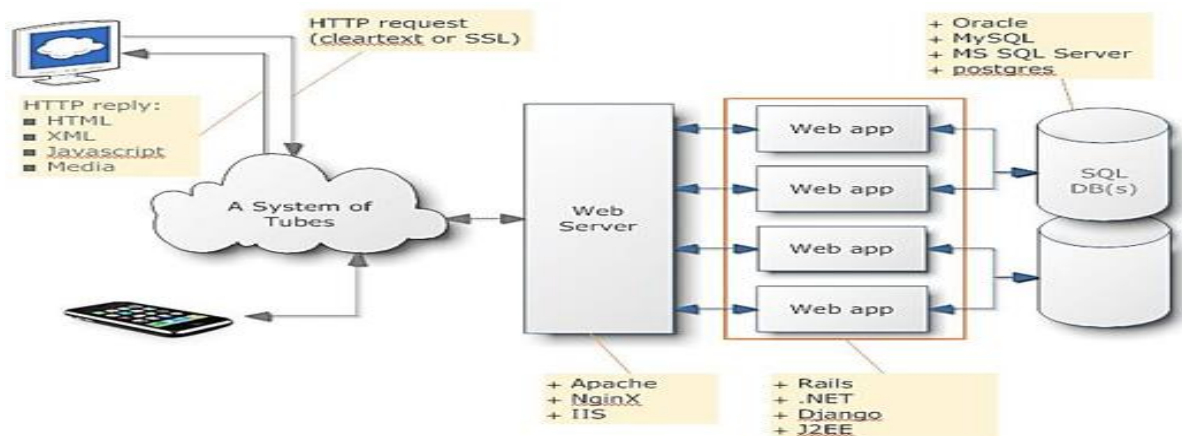 HTTP request
(cleartext or SSL)
+ Oracle
+ MySQL
+ MS SQL Server
+ postgres
HTTP reply:
■ HTML
■ XML
■ Javascript
■ Media
A System of
Tubes
Web
Server
Web app
Web app
Web app
Web app
SQL
DB(s)
+ Apache
+ NginX
+ IIS
+ Rails
+ .NET
+ Django
+ J2EE